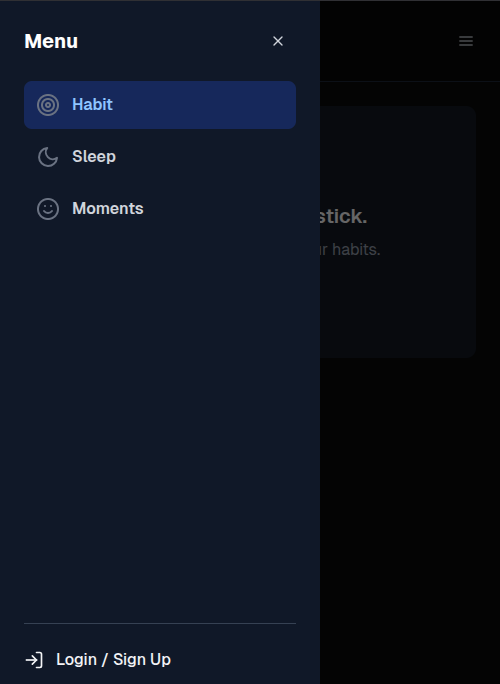 Menu
Habit
Sleep
Moments
stick.
habits.
Login / Sign Up